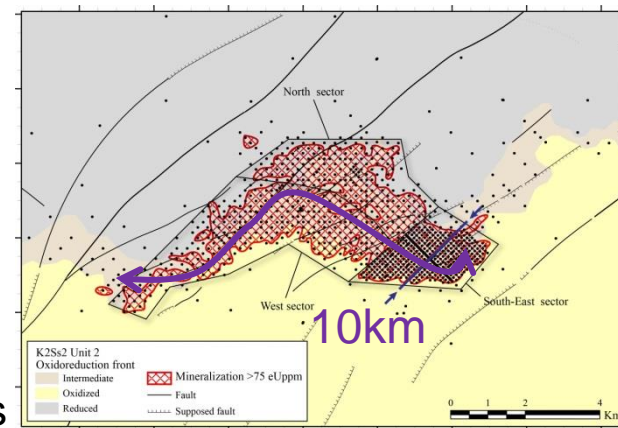 North sector
West sector
South-East sector
10km
K2Ss2 Unit 2
Oxidoreduction front
Intermediate
Oxidized
Reduced
Mineralization >75 eUppm
Fault
Supposed fault
0 1 2 4
Km
s